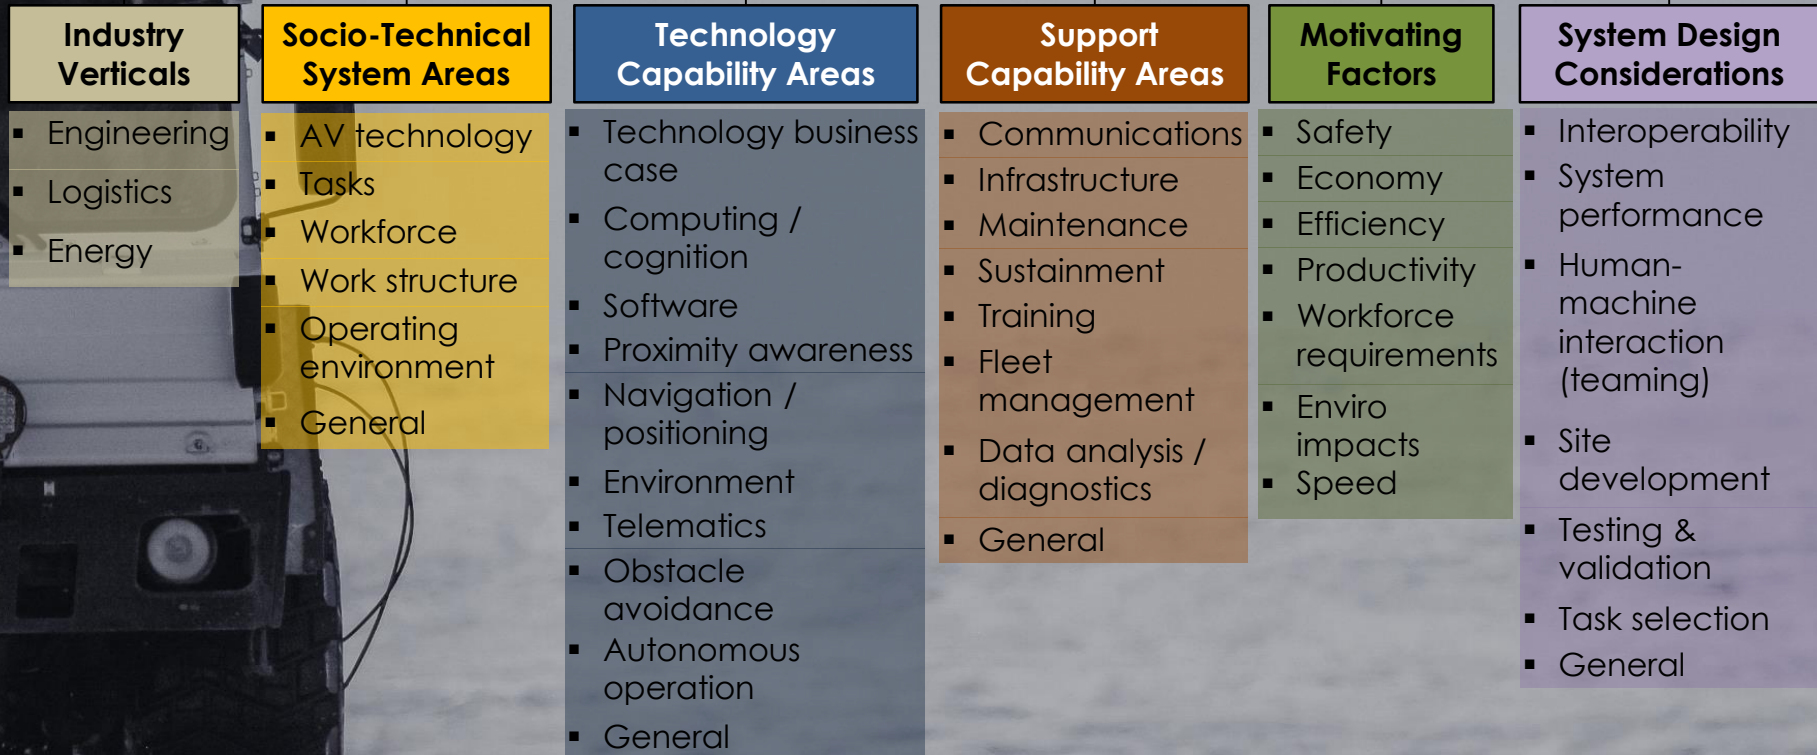 Industry
Verticals
▪ Engineering
▪ Logistics
▪ Energy
Socio-Technical
System Areas
▪ AV technology
▪ Tasks
▪ Workforce
▪ Work structure
▪ Operating
environment
▪ General
Technology
Capability Areas
▪ Technology business
case
▪ Computing /
cognition
▪ Software
▪ Proximity awareness
▪ Navigation /
positioning
▪ Environment
▪ Telematics
▪ Obstacle
avoidance
▪ Autonomous
operation
▪ General
Support
Capability Areas
▪ Communications
▪ Infrastructure
▪ Maintenance
▪ Sustainment
▪ Training
▪ Fleet
management
▪ Data analysis /
diagnostics
▪ General
Motivating
Factors
▪ Safety
▪ Economy
▪ Efficiency
▪ Productivity
▪ Workforce
requirements
▪ Enviro
impacts
▪ Speed
System Design
Considerations
▪ Interoperability
▪ System
performance
▪ Human-
machine
interaction
(teaming)
▪ Site
development
▪ Testing &
validation
▪ Task selection
▪ General